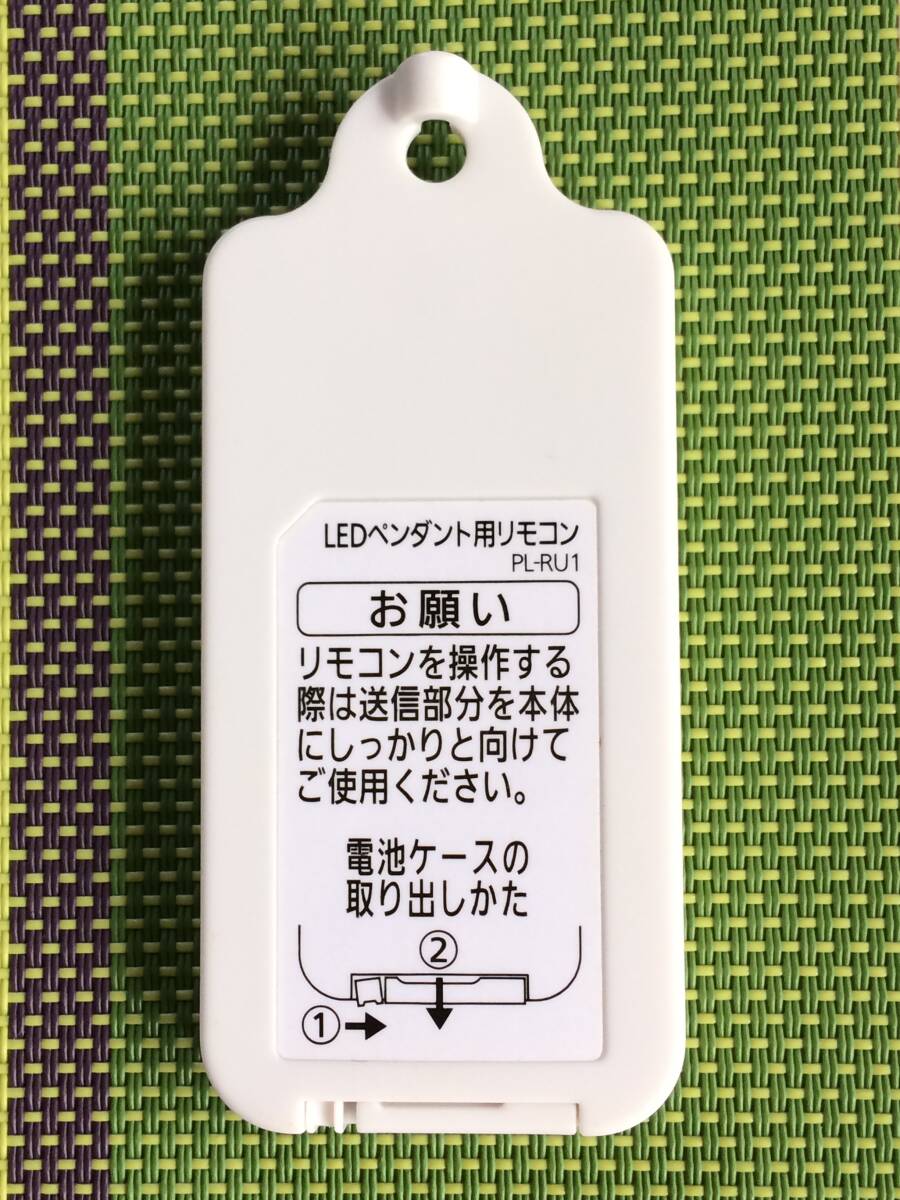 LEDペンダント用リモコン
PL-RU1
お願い
リモコンを操作する
際は送信部分を本体
にしっかりと向けて
ご使用ください。
電池ケースの
取り出しかた
②
①